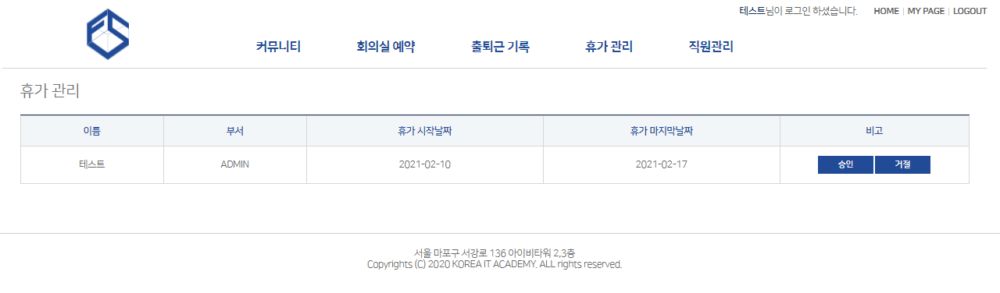 테스트님이 로그인 하셨습니다. HOME | MY PAGE | LOGOUT
FS
커뮤니티 회의실 예약 출퇴근 기록 휴가 관리 직원관리
휴가 관리
이름 부서 휴가 시작날짜 휴가 마지막날짜 비고
테스트 ADMIN 2021-02-10 2021-02-17 승인 거절
서울 마포구 서강로 136 아이비타워 2,3층
Copyrights (C) 2020 KOREA IT ACADEMY. ALL rights reserved.